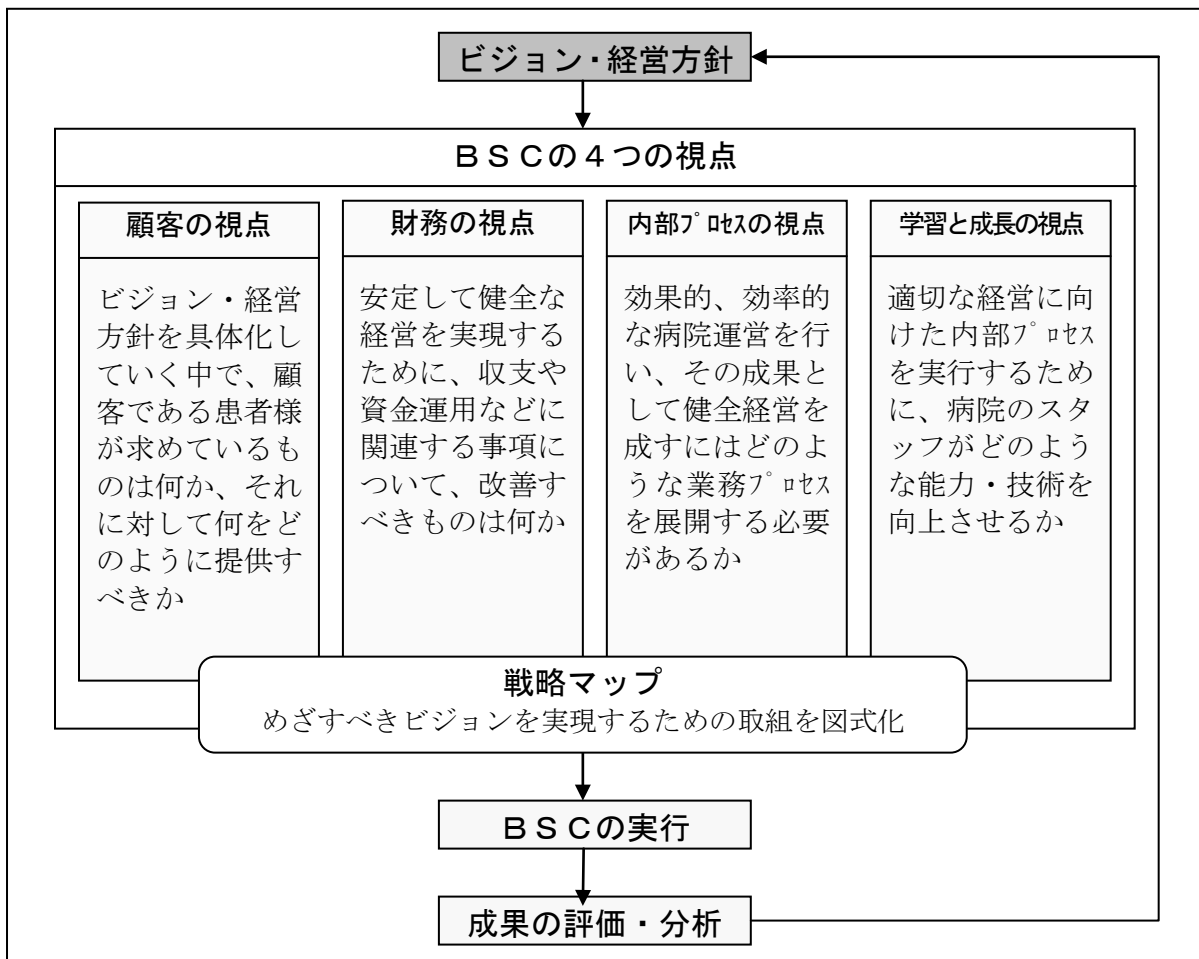 ビジョン・経営方針
ＢＳＣの４つの視点
顧客の視点
ビジョン・経営
方針を具体化し
ていく中で、顧
客である患者様
が求めているも
のは何か、それ
に対して何をど
のように提供す
べきか
財務の視点
安定して健全な
経営を実現する
ために、収支や
資金運用などに
関連する事項に
ついて、改善す
べきものは何か
内部ﾌﾟﾛｾｽの視点
効果的、効率的
な病院運営を行
い、その成果と
して健全経営を
成すにはどのよ
うな業務ﾌﾟﾛｾｽ
を展開する必要
があるか
学習と成長の視点
適切な経営に向
けた内部ﾌﾟﾛｾｽ
を実行するため
に、病院のスタ
ッフがどのよう
な能力・技術を
向上させるか
戦略マップ
めざすべきビジョンを実現するための取組を図式化
ＢＳＣの実行
成果の評価・分析